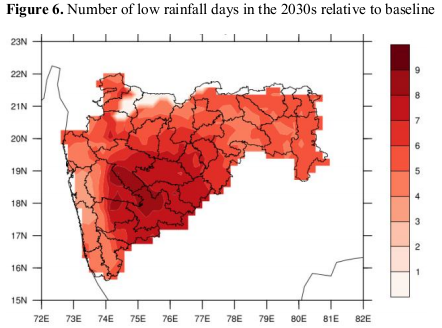 Figure 6. Number of low rainfall days in the 2030s relative to baseline
23N
22N
21N
20N
19N
18N
17N
16N
15N
72E 73E 74E 75E 76E 77E 78E 79E 80E 81E 82E
9
8
7
6
5
4
3
2
1